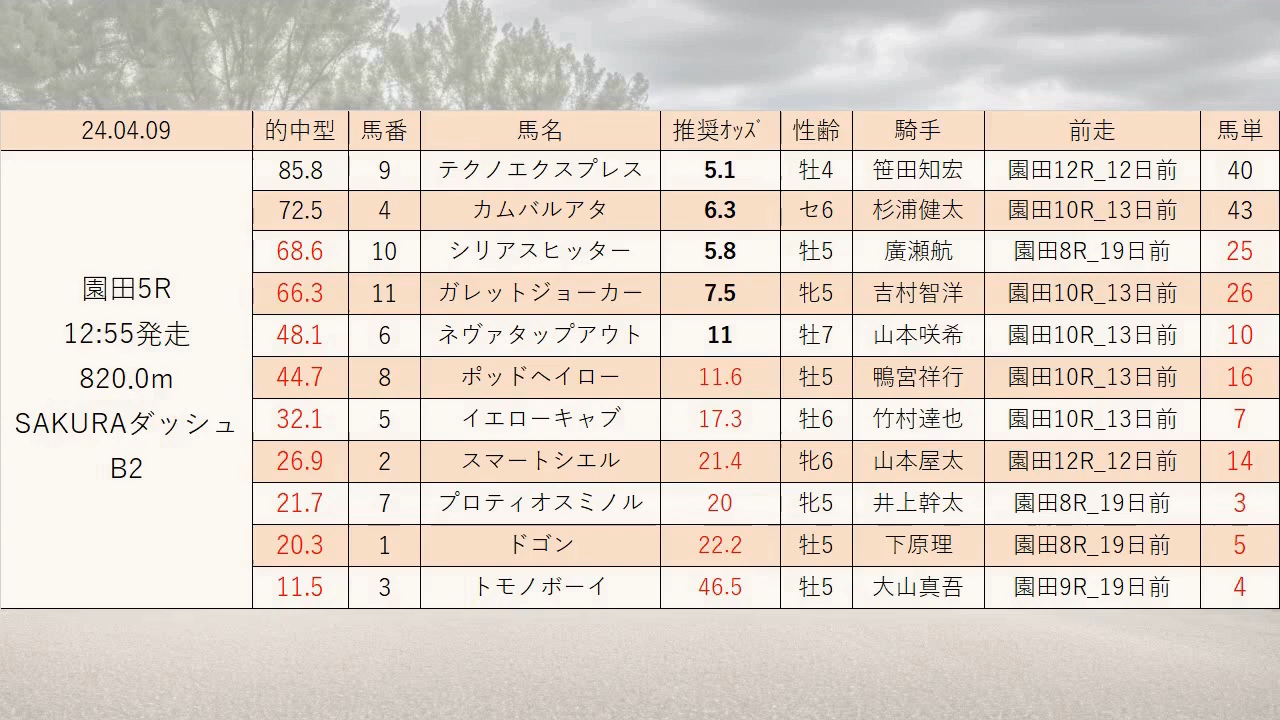 24.04.09 的中型 馬番 馬名 推奨ｵｯｽﾞ 性齢 騎手 前走 馬単
園田5R
12:55発走
820.0m
SAKURAダッシュ
B2
85.8 9 テクノエクスプレス 5.1 牡4 笹田知宏 園田12R_12日前 40
72.5 4 カムバルアタ 6.3 セ6 杉浦健太 園田10R_13日前 43
68.6 10 シリアスヒッター 5.8 牡5 廣瀬航 園田8R_19日前 25
66.3 11 ガレットジョーカー 7.5 牝5 吉村智洋 園田10R_13日前 26
48.1 6 ネヴァタップアウト 11 牡7 山本咲希 園田10R_13日前 10
44.7 8 ポッドヘイロー 11.6 牡5 鴨宮祥行 園田10R_13日前 16
32.1 5 イエローキャブ 17.3 牡6 竹村達也 園田10R_13日前 7
26.9 2 スマートシエル 21.4 牝6 山本屋太 園田12R_12日前 14
21.7 7 プロティオスミノル 20 牝5 井上幹太 園田8R_19日前 3
20.3 1 ドゴン 22.2 牡5 下原理 園田8R_19日前 5
11.5 3 トモノボーイ 46.5 牡5 大山真吾 園田9R_19日前 4